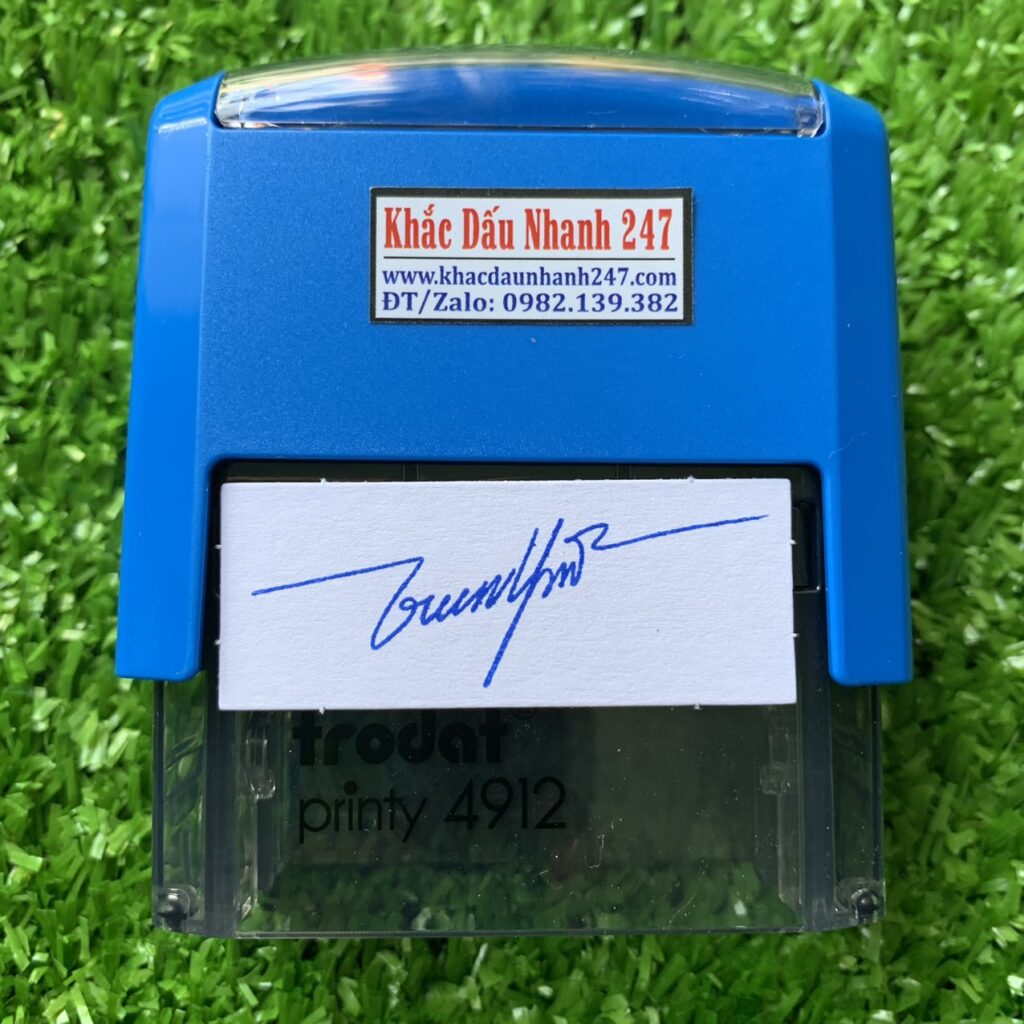 Khắc Dấu Nhanh 247
www.khacdaunhanh247.com
ĐT/Zalo: 0982.139.382
trodat
printy 4912